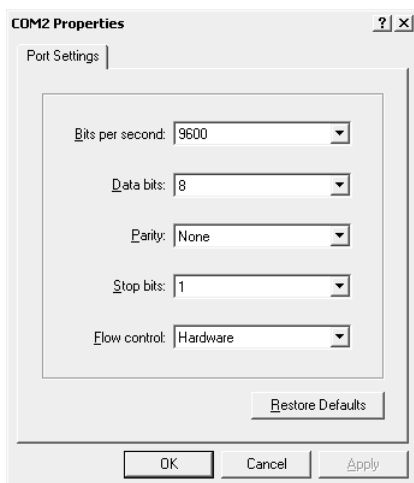 COM2 Properties ? ×
Port Settings
Bits per second: 9600
Data bits: 8
Parity: None
Stop bits: 1
Flow control: Hardware
Restore Defaults
OK Cancel Apply